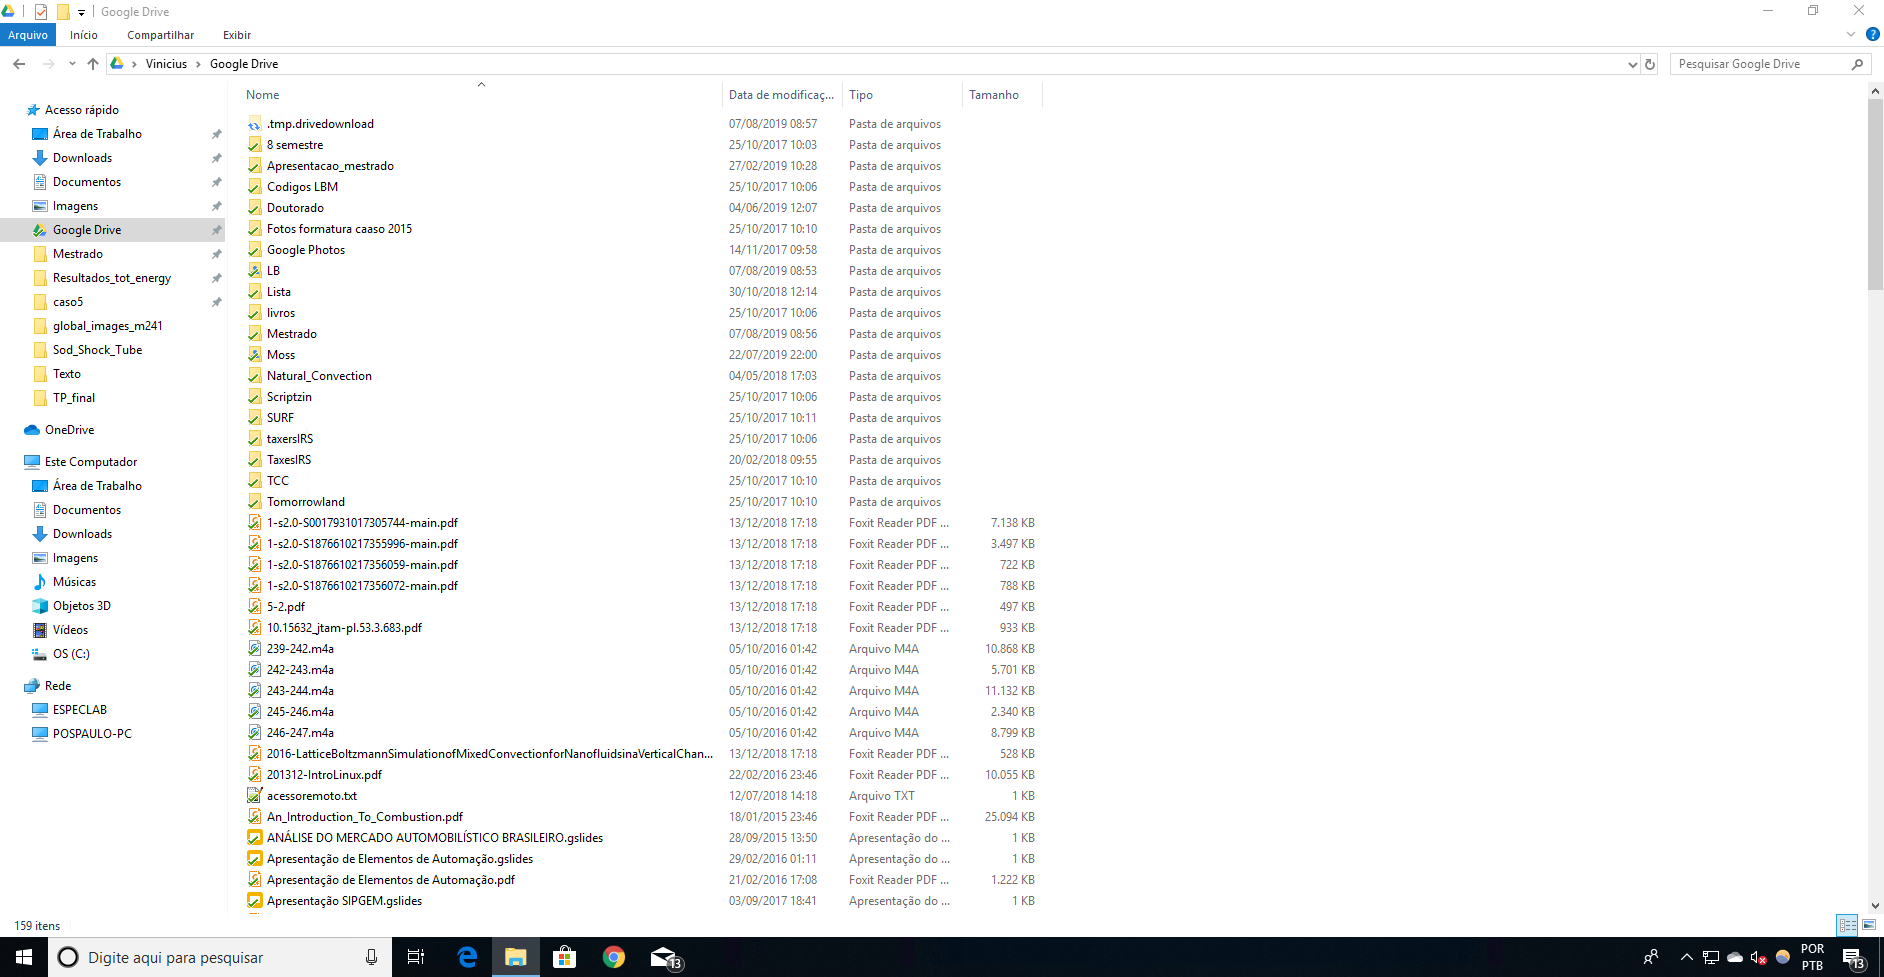 Google Drive
Arquivo Início Compartilhar Exibir
Vinicius Google Drive Pesquisar Google Drive
Nome Data de modificaç... Tipo Tamanho
Acesso rápido
Área de Trabalho
Downloads
Documentos
Imagens
Google Drive
Mestrado
Resultados_tot_energy
caso5
global_images_m241
Sod_Shock_Tube
Texto
TP_final
OneDrive
Este Computador
Área de Trabalho
Documentos
Downloads
Imagens
Músicas
Objetos 3D
Vídeos
OS (C:)
Rede
ESPECLAB
POSPAULO-PC
.tmp.drivedownload 07/08/2019 08:57 Pasta de arquivos
8 semestre 25/10/2017 10:03 Pasta de arquivos
Apresentacao_mestrado 27/02/2019 10:28 Pasta de arquivos
Codigos LBM 25/10/2017 10:06 Pasta de arquivos
Doutorado 04/06/2019 12:07 Pasta de arquivos
Fotos formatura caaso 2015 25/10/2017 10:10 Pasta de arquivos
Google Photos 14/11/2017 09:58 Pasta de arquivos
LB 07/08/2019 08:53 Pasta de arquivos
Lista 30/10/2018 12:14 Pasta de arquivos
livros 25/10/2017 10:06 Pasta de arquivos
Mestrado 07/08/2019 08:56 Pasta de arquivos
Moss 22/07/2019 22:00 Pasta de arquivos
Natural_Convection 04/05/2018 17:03 Pasta de arquivos
Scriptzin 25/10/2017 10:06 Pasta de arquivos
SURF 25/10/2017 10:11 Pasta de arquivos
taxersIRS 25/10/2017 10:06 Pasta de arquivos
TaxesIRS 20/02/2018 09:55 Pasta de arquivos
TCC 25/10/2017 10:10 Pasta de arquivos
Tomorrowland 25/10/2017 10:10 Pasta de arquivos
1-s2.0-S0017931017305744-main.pdf 13/12/2018 17:18 Foxit Reader PDF ... 7.138 KB
1-s2.0-S1876610217355996-main.pdf 13/12/2018 17:18 Foxit Reader PDF ... 3.497 KB
1-s2.0-S1876610217356059-main.pdf 13/12/2018 17:18 Foxit Reader PDF ... 722 KB
1-s2.0-S1876610217356072-main.pdf 13/12/2018 17:18 Foxit Reader PDF ... 788 KB
5-2.pdf 13/12/2018 17:18 Foxit Reader PDF ... 497 KB
10.15632_jtam-pl.53.3.683.pdf 13/12/2018 17:18 Foxit Reader PDF ... 933 KB
239-242.m4a 05/10/2016 01:42 Arquivo M4A 10.868 KB
242-243.m4a 05/10/2016 01:42 Arquivo M4A 5.701 KB
243-244.m4a 05/10/2016 01:42 Arquivo M4A 11.132 KB
245-246.m4a 05/10/2016 01:42 Arquivo M4A 2.340 KB
246-247.m4a 05/10/2016 01:42 Arquivo M4A 8.799 KB
2016-LatticeBoltzmannSimulationofMixedConvectionforNanofluidsinaVerticalChan... 13/12/2018 17:18 Foxit Reader PDF ... 528 KB
201312-IntroLinux.pdf 22/02/2016 23:46 Foxit Reader PDF ... 10.055 KB
acessoremoto.txt 12/07/2018 14:18 Arquivo TXT 1 KB
An_Introduction_To_Combustion.pdf 18/01/2015 23:46 Foxit Reader PDF ... 25.094 KB
ANÁLISE DO MERCADO AUTOMOBILÍSTICO BRASILEIRO.gslides 28/09/2015 13:50 Apresentação do ... 1 KB
Apresentação de Elementos de Automação.gslides 29/02/2016 01:11 Apresentação do ... 1 KB
Apresentação de Elementos de Automação.pdf 21/02/2016 17:08 Foxit Reader PDF ... 1.222 KB
Apresentação SIPGEM.gslides 03/09/2017 18:41 Apresentação do ... 1 KB
159 itens
Digite aqui para pesquisar 13 POR 13
PTB